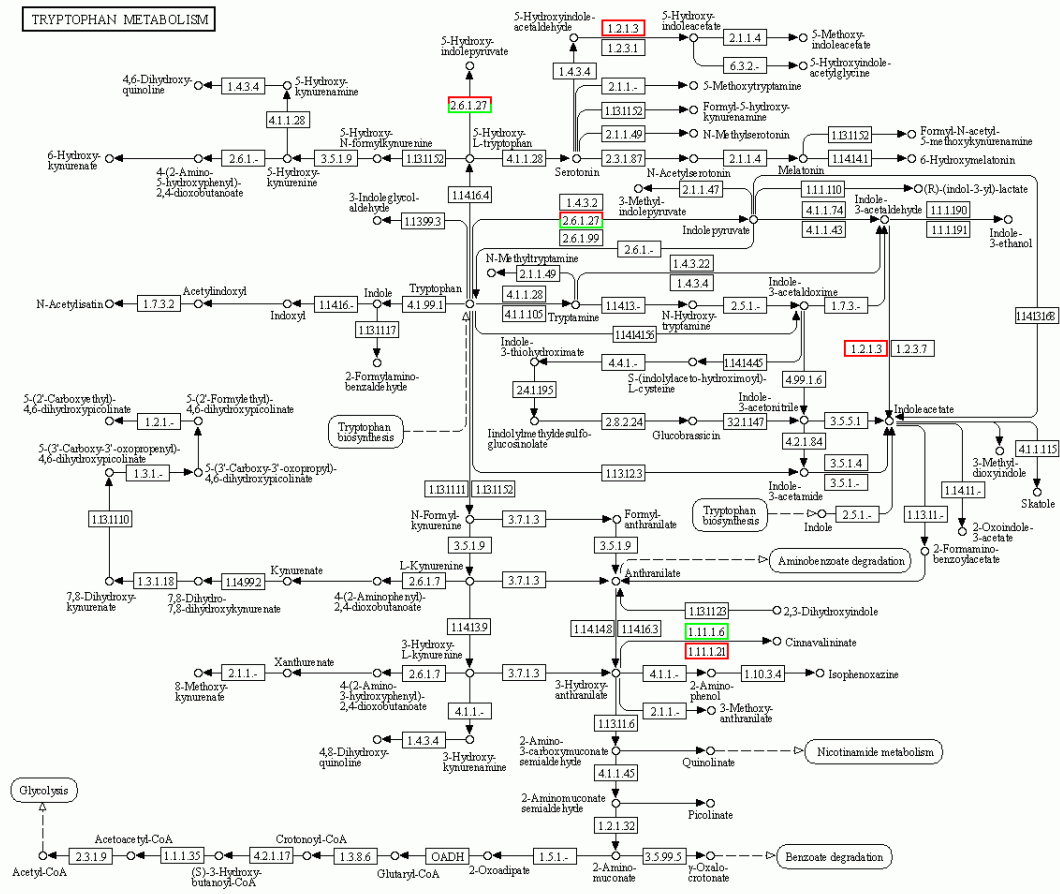 TRYPTOPHAN METABOLISM
5-Hydroxyindole-
acetaldehyde
1.2.1.3
1.2.3.1
5-Hydroxy-
indoleacetate
2.1.1.4
5-Methoxy-
indoleacetate
6.3.2.-
5-Hydroxyindole-
acetylglycine
5-Hydroxy-
indolepyruvate
4,6-Dihydroxy-
quinoline
1.4.3.4
5-Hydroxy-
kynurenamine
1.4.3.4
2.1.1.-
5-Methoxytryptamine
2.6.1.27
1.13.11.52
Formyl-5-hydroxy-
kynurenamine
4.1.1.28
2.1.1.49
N-Methylserotonin
1.13.11.52
Formyl-N-acetyl-
5-methoxykynurenamine
5-Hydroxy-
N-formylkynurenine
5-Hydroxy-
L-tryptophan
6-Hydroxy-
kynurenate
2.6.1.-
3.5.1.9
1.13.11.52
4.1.1.28
2.3.1.87
2.1.1.4
1.14.14.1
6-Hydroxymelatonin
4-(2-Amino-
5-hydroxyphenyl)-
2,4-dioxobutanoate
5-Hydroxy-
kynurenine
Serotonin
N-Acetylserotonin
Melatonin
1.14.16.4
2.1.1.47
3-Methyl-
indolepyruvate
1.1.1.110
(R)-(indol-3-yl)-lactate
3-Indoleglycol-
aldehyde
1.13.99.3
1.4.3.2
2.6.1.27
2.6.1.99
Indolepyruvate
4.1.1.74
4.1.1.43
Indole-
3-acetaldehyde
1.1.1.190
1.1.1.191
Indole-
3-ethanol
2.6.1.-
N-Methyltryptamine
2.1.1.49
1.4.3.22
1.4.3.4
N-Acetylisatin
1.7.3.2
Acetylindoxyl
Indoxyl
1.14.16.-
Indole
4.1.99.1
Tryptophan
4.1.1.28
4.1.1.105
Tryptamine
1.14.13.-
N-Hydroxy-
tryptamine
2.5.1.-
Indole-
3-acetaldoxime
1.7.3.-
1.14.13.168
1.13.11.17
2-Formylamino-
benzaldehyde
1.14.14.156
Indole-
3-thiohydroximate
4.4.1.-
S-(indolylaceto-hydroximoyl)-
L-cysteine
1.14.14.45
1.2.1.3
1.2.3.7
2.4.1.195
4.99.1.6
5-(2'-Carboxyethyl)-
4,6-dihydroxypicolinate
1.2.1.-
5-(2'-Formylethyl)-
4,6-dihydroxypicolinate
Tryptophan
biosynthesis
Iindolylmethyldesulfo-
glucosinolate
2.8.2.24
Glucobrassicin
3.2.1.147
Indole-
3-acetonitrile
3.5.5.1
Indoleacetate
5-(3'-Carboxy-3'-oxopropenyl)-
4,6-dihydroxypicolinate
1.3.1.-
5-(3'-Carboxy-3'-oxopropyl)-
4,6-dihydroxypicolinate
4.2.1.84
1.13.12.3
Indole-
3-acetamide
3.5.1.4
3.5.1.-
3-Methyl-
dioxyindole
4.1.1.115
Skatole
1.13.11.10
1.13.11.11
1.13.11.52
Tryptophan
biosynthesis
Indole
2.5.1.-
1.13.11.-
1.14.11.-
2-Oxoindole-
3-acetate
N-Formyl-
kynurenine
3.7.1.3
Formyl-
anthranilate
3.5.1.9
3.5.1.9
2-Formamino-
benzoylacetate
Aminobenzoate degradation
1.3.1.18
7,8-Dihydroxy-
kynurenate
1.14.99.2
7,8-Dihydro-
7,8-dihydroxykynurenate
Kynurenate
4-(2-Aminophenyl)-
2,4-dioxobutanoate
2.6.1.7
L-Kynurenine
3.7.1.3
Anthranilate
1.13.11.23
2,3-Dihydroxyindole
1.14.13.9
1.14.14.8
1.14.16.3
1.11.1.6
1.11.1.21
Cinnavalininate
3-Hydroxy-
L-kynurenine
8-Methoxy-
kynurenate
2.1.1.-
Xanthurenate
2.6.1.7
4-(2-Amino-
3-hydroxyphenyl)-
2,4-dioxobutanoate
3.7.1.3
3-Hydroxy-
anthranilate
4.1.1.-
2-Amino-
phenol
1.10.3.4
Isophenoxazine
4.1.1.-
2.1.1.-
3-Methoxy-
anthranilate
1.13.11.6
4,8-Dihydroxy-
quinoline
1.4.3.4
3-Hydroxy-
kynurenamine
2-Amino-
3-carboxymuconate
semialdehyde
Quinolinate
Nicotinamide metabolism
4.1.1.45
Glycolysis
2-Aminomuconate
semialdehyde
Picolinate
1.2.1.32
Acetyl-CoA
2.3.1.9
Acetoacetyl-CoA
1.1.1.35
(S)-3-Hydroxy-
butanoyl-CoA
4.2.1.17
Crotonoyl-CoA
1.3.8.6
Glutaryl-CoA
OADH
2-Oxoadipate
1.5.1.-
2-Amino-
muconate
3.5.99.5
γ-Oxalo-
crotonate
Benzoate degradation